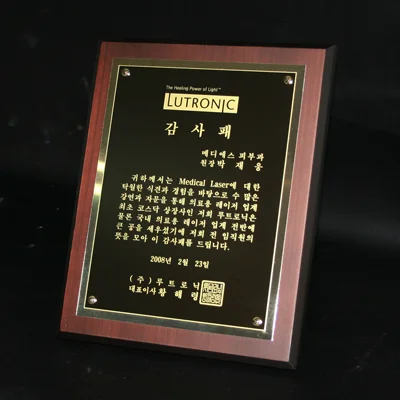 The Healing Power of Light™
LUTRONIC
감 사 패
메디에스 피부과
원장 박 재 웅
귀하께서는 Medical Laser에 대한
탁월한 식견과 경험을 바탕으로 수 많은
강연과 자문을 통해 의료용 레이저 업계
최초 코스닥 상장사인 저희 루트로닉은
물론 국내 의료용 레이저 업계 전반에
큰 공을 세우셨기에 저희 전 임직원의
뜻을 모아 이 감사패를 드립니다.
2008년 2월 23일
(주) 루 트 로 닉
대표이사 황 해 령